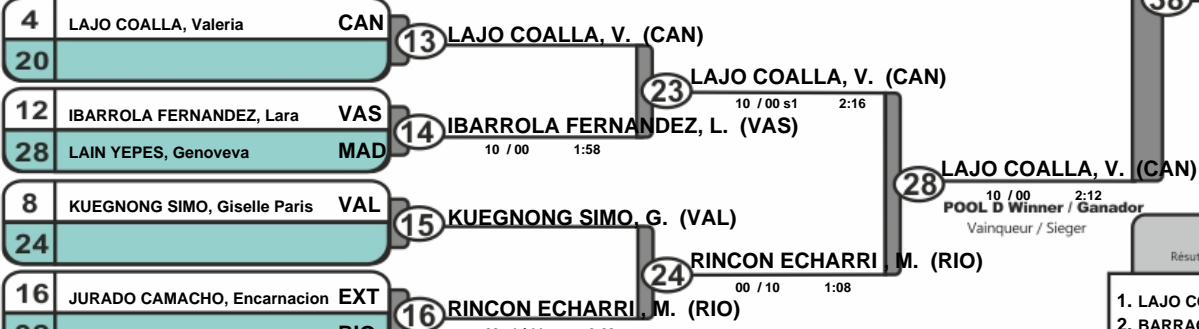 38
4 LAJO COALLA, Valeria CAN
20
13 LAJO COALLA, V. (CAN)
23 LAJO COALLA, V. (CAN)
10 / 00 s1 2:16
12 IBARROLA FERNANDEZ, Lara VAS
28 LAIN YEPES, Genoveva MAD
14 IBARROLA FERNANDEZ, L. (VAS)
10 / 00 1:58
28 LAJO COALLA, V. (CAN)
10 / 00 2:12
POOL D Winner / Ganador
Vainqueur / Sieger
8 KUEGNONG SIMO, Giselle Paris VAL
24
15 KUEGNONG SIMO, G. (VAL)
24 RINCON ECHARRI , M. (RIO)
00 / 10 1:08
16 JURADO CAMACHO, Encarnacion EXT
16 RINCON ECHARRI , M. (RIO)
1. LAJO CO
2. BARRA